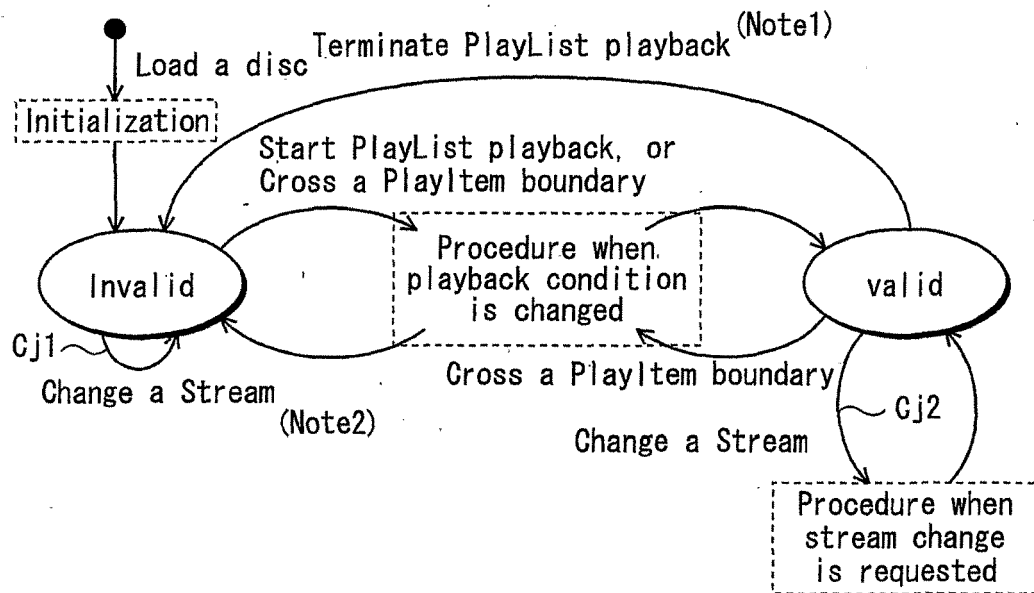 Terminate PlayList playback(Note1)
Load a disc
Initialization
Start PlayList playback, or
Cross a PlayItem boundary
Procedure when
playback condition
is changed
Invalid
valid
Cj1
Change a Stream
(Note2)
Cross a PlayItem boundary
Cj2
Change a Stream
Procedure when
stream change
is requested